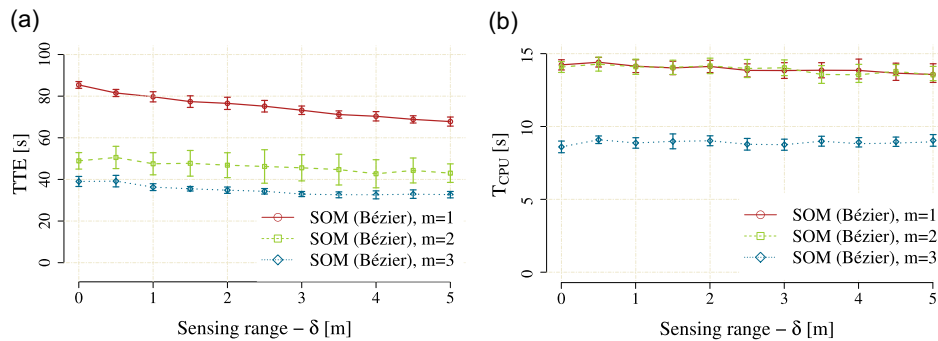 (a)
TTE [s]
100
80
60
40
20
0
SOM (Bézier), m=1
SOM (Bézier), m=2
SOM (Bézier), m=3
0 1 2 3 4 5
Sensing range – δ [m]
(b)
T_CPU [s]
15
10
5
0
SOM (Bézier), m=1
SOM (Bézier), m=2
SOM (Bézier), m=3
0 1 2 3 4 5
Sensing range – δ [m]